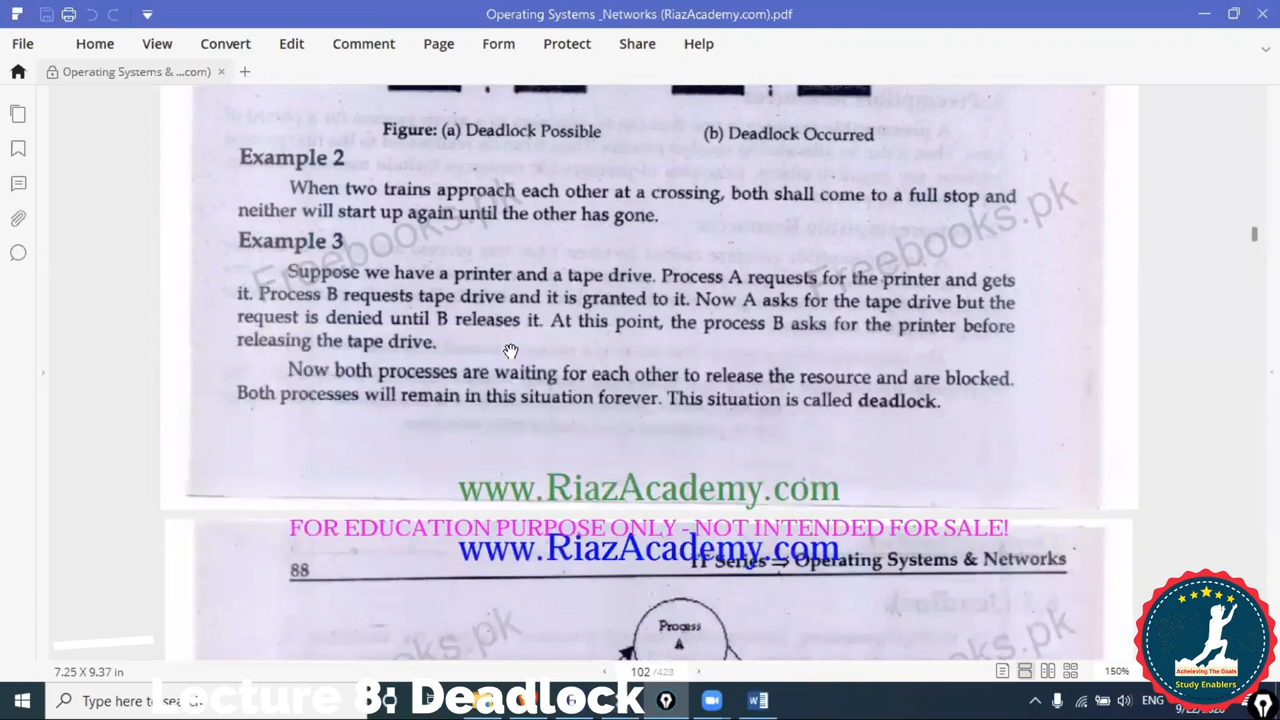 Operating Systems _Networks (RiazAcademy.com).pdf
File Home View Convert Edit Comment Page Form Protect Share Help
Operating Systems & ...com) × +
Figure: (a) Deadlock Possible (b) Deadlock Occurred
Example 2
When two trains approach each other at a crossing, both shall come to a full stop and
neither will start up again until the other has gone.
Example 3
Suppose we have a printer and a tape drive. Process A requests for the printer and gets
it. Process B requests tape drive and it is granted to it. Now A asks for the tape drive but the
request is denied until B releases it. At this point, the process B asks for the printer before
releasing the tape drive.
Now both processes are waiting for each other to release the resource and are blocked.
Both processes will remain in this situation forever. This situation is called deadlock.
Freebooks.pk
Freebooks.pk
www.RiazAcademy.com
FOR EDUCATION PURPOSE ONLY - NOT INTENDED FOR SALE!
www.RiazAcademy.com
88 IT Series ⇒ Operating Systems & Networks
Process
A
Freebooks.pk
Freebooks.pk
7.25 x 9.37 in 102 /423 150%
Achieveing The Goals
Study Enablers
Type here to
Lecture 8: Deadlock
ENG